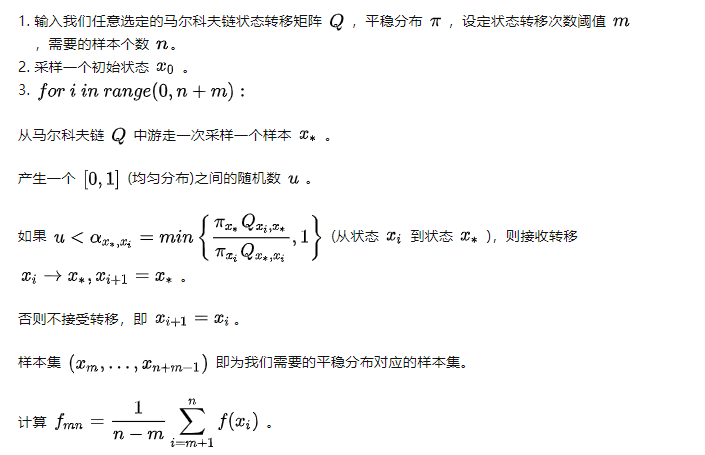 1. 输入我们任意选定的马尔科夫链状态转移矩阵 Q ，平稳分布 π ，设定状态转移次数阈值 m
，需要的样本个数 n。
2. 采样一个初始状态 x_0 。
3. for i in range(0, n + m) :
从马尔科夫链 Q 中游走一次采样一个样本 x_* 。
产生一个 [0, 1] (均匀分布)之间的随机数 u 。
如果 u < α_{x_*,x_i} = min { \frac{π_{x_*} Q_{x_i,x_*}}{π_{x_i} Q_{x_*,x_i}}, 1 } (从状态 x_i 到状态 x_* )，则接收转移
x_i → x_*, x_{i+1} = x_* 。
否则不接受转移，即 x_{i+1} = x_i 。
样本集 (x_m, . . . , x_{n+m−1}) 即为我们需要的平稳分布对应的样本集。
计算 f_{mn} = \frac{1}{n − m} \sum_{i=m+1}^{n} f(x_i) 。